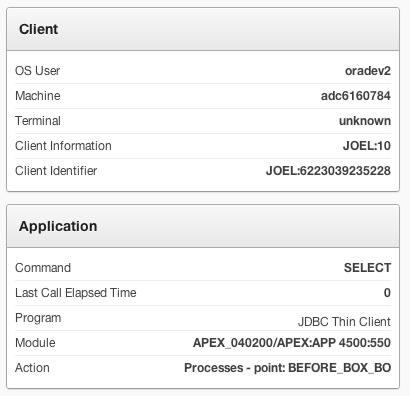 Client
OS User oradev2
Machine adc6160784
Terminal unknown
Client Information JOEL:10
Client Identifier JOEL:6223039235228
Application
Command SELECT
Last Call Elapsed Time 0
Program JDBC Thin Client
Module APEX_040200/APEX:APP 4500:550
Action Processes - point: BEFORE_BOX_BO